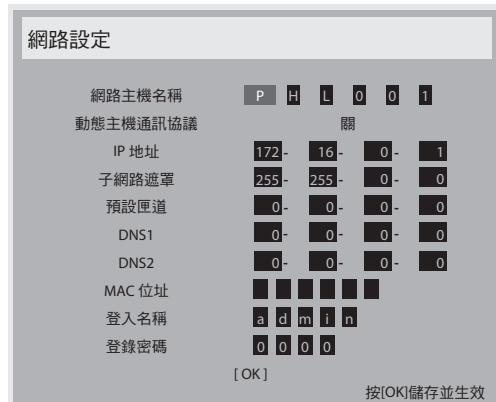 網路設定
網路主機名稱 P H L 0 0 1
動態主機通訊協議 關
IP 地址 172 - 16 - 0 - 1
子網路遮罩 255 - 255 - 0 - 0
預設匣道 0 - 0 - 0 - 0
DNS1 0 - 0 - 0 - 0
DNS2 0 - 0 - 0 - 0
MAC 位址
登入名稱 a d m i n
登錄密碼 0 0 0 0
[ OK ]
按[OK]儲存並生效